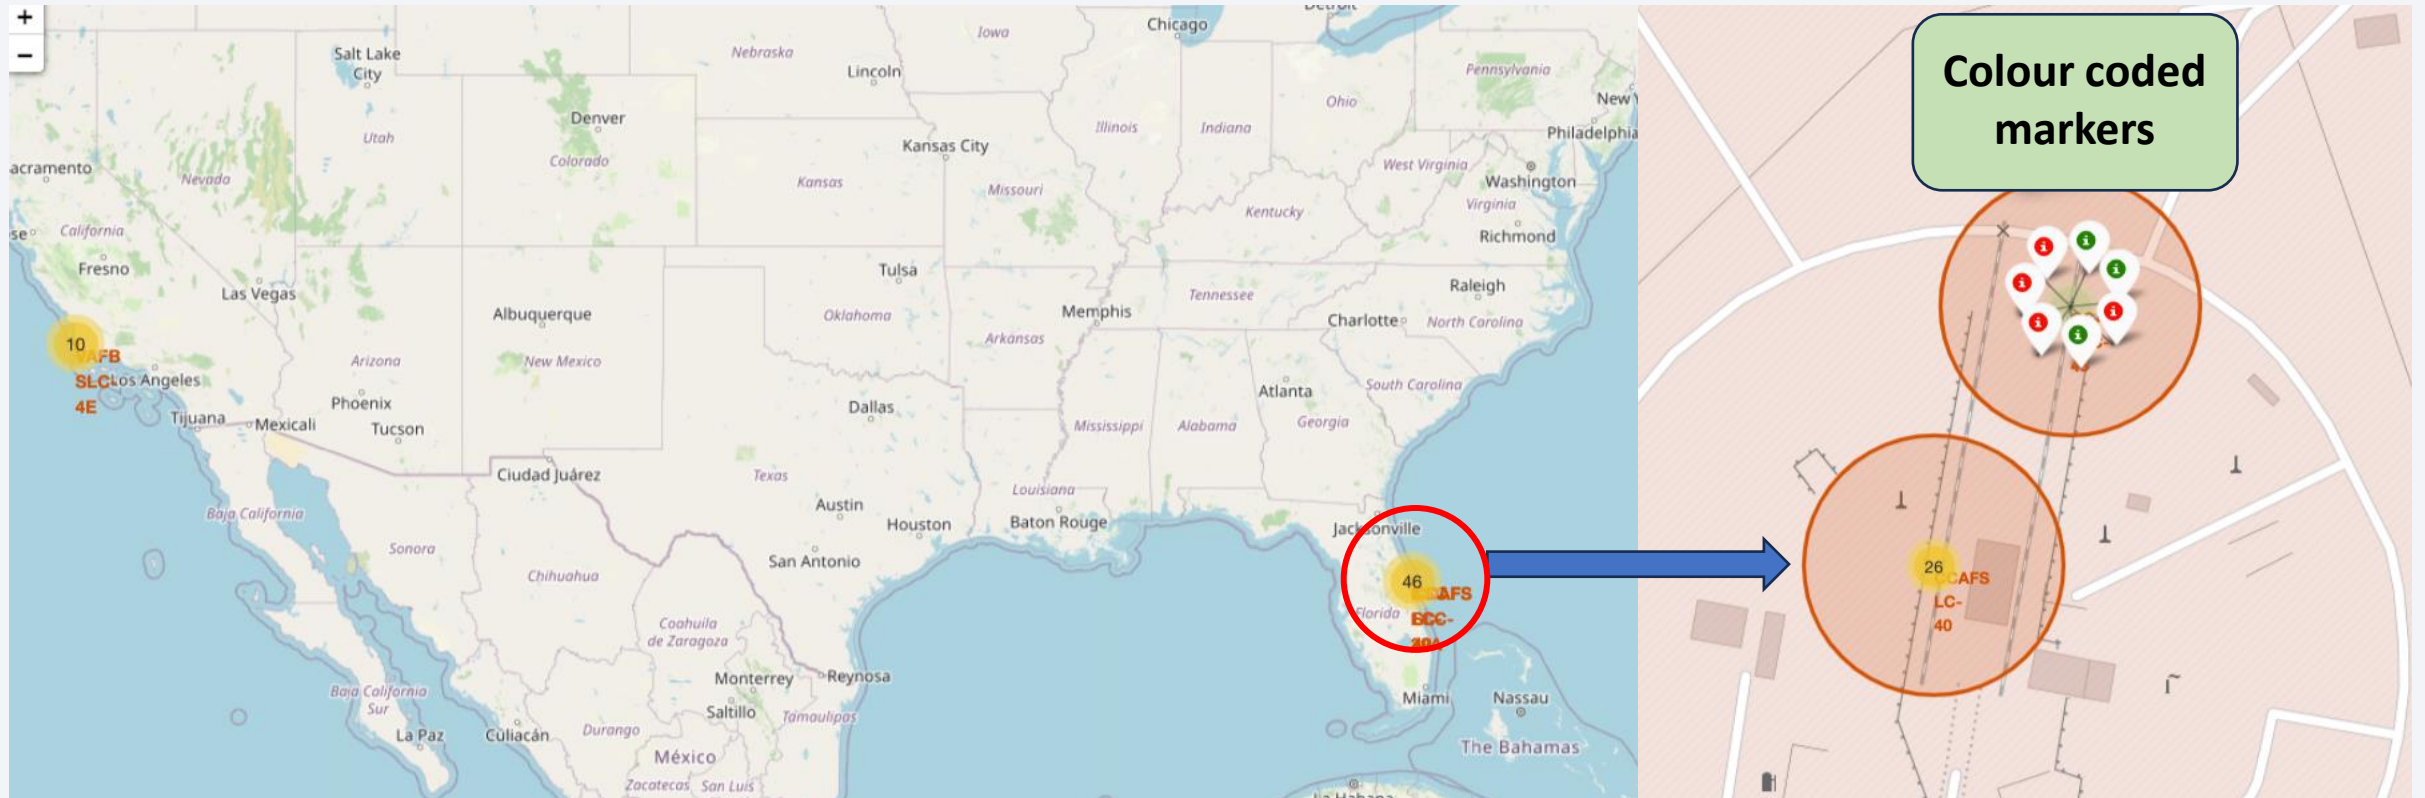 +
−
Salt Lake
City
Nebraska
Iowa
Chicago
Lincoln
Pennsylvania
New Y
Ohio
Denver
Utah
Illinois
Indiana
Philadelphia
acramento
Colorado
Kansas City
West Virginia
Nevada
Kansas
Missouri
Washington
Virginia
Kentucky
California
Richmond
se
Fresno
Tulsa
Las Vegas
Raleigh
Albuquerque
Memphis
Tennessee
Oklahoma
Charlotte
North Carolina
10
Arkansas
VAFB
Arizona
New Mexico
SLC-
Los Angeles
South Carolina
Atlanta
4E
Phoenix
Dallas
Tijuana
Mexicali
Tucson
Mississippi
Alabama
Georgia
Ciudad Juárez
Texas
Louisiana
Austin
Baja California
Houston
Baton Rouge
Jacksonville
Sonora
San Antonio
Chihuahua
46
Florida
Coahuila
de Zaragoza
Monterrey
Reynosa
Baja California
Sur
Saltillo
Tamaulipas
Miami
Nassau
La Paz
Culiacán
Durango
México
The Bahamas
Zacatecas
San Luis
La Habana
Colour coded
markers
26
CCAFS
LC-
40